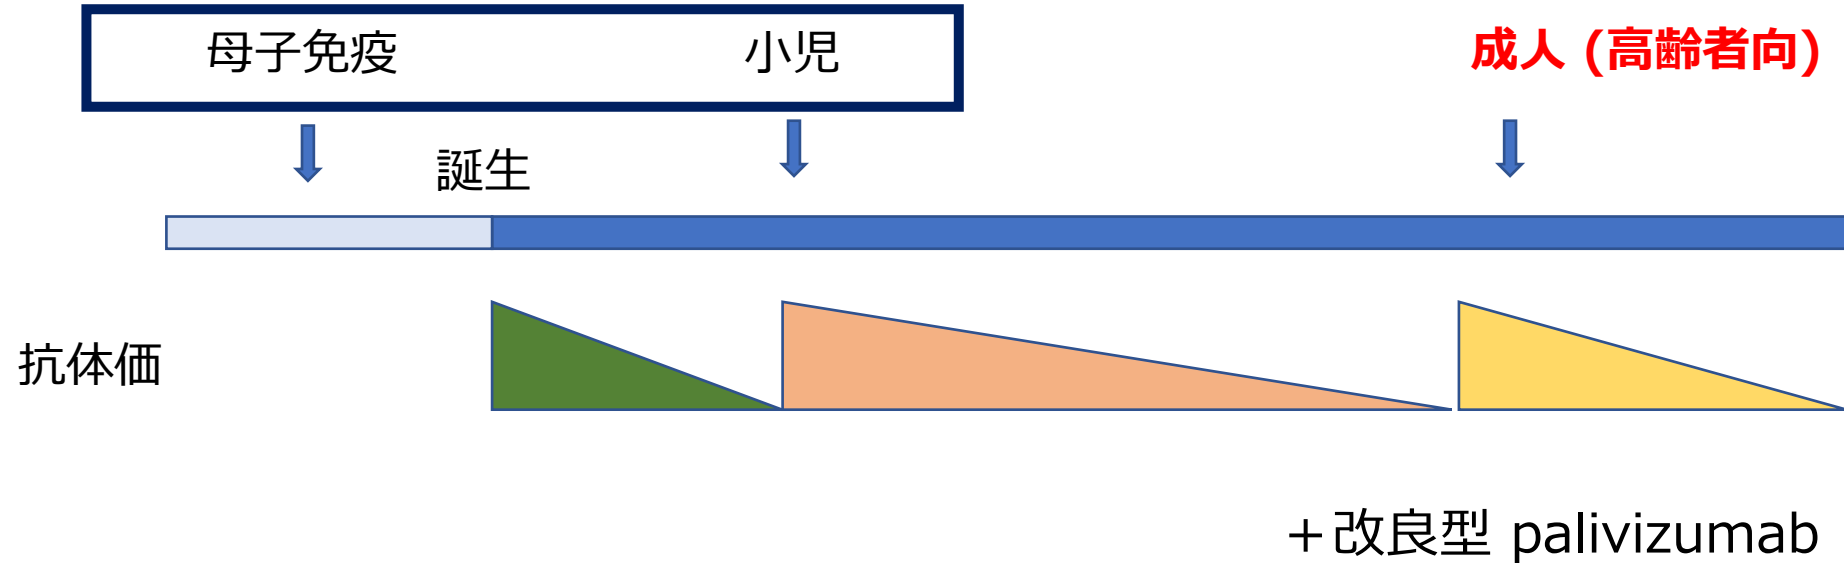 母子免疫 小児 成人 (高齢者向)
誕生
抗体価
+改良型 palivizumab